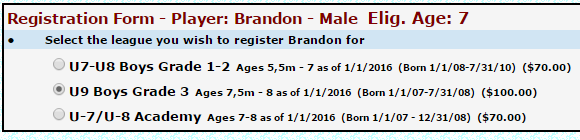 Registration Form - Player: Brandon - Male Elig. Age: 7
• Select the league you wish to register Brandon for
U7-U8 Boys Grade 1-2 Ages 5,5m - 7 as of 1/1/2016 (Born 1/1/08-7/31/10) ($70.00)
U9 Boys Grade 3 Ages 7,5m - 8 as of 1/1/2016 (Born 1/1/07-7/31/08) ($100.00)
U-7/U-8 Academy Ages 7-8 as of 1/1/2016 (Born 1/1/07 - 12/31/08) ($70.00)